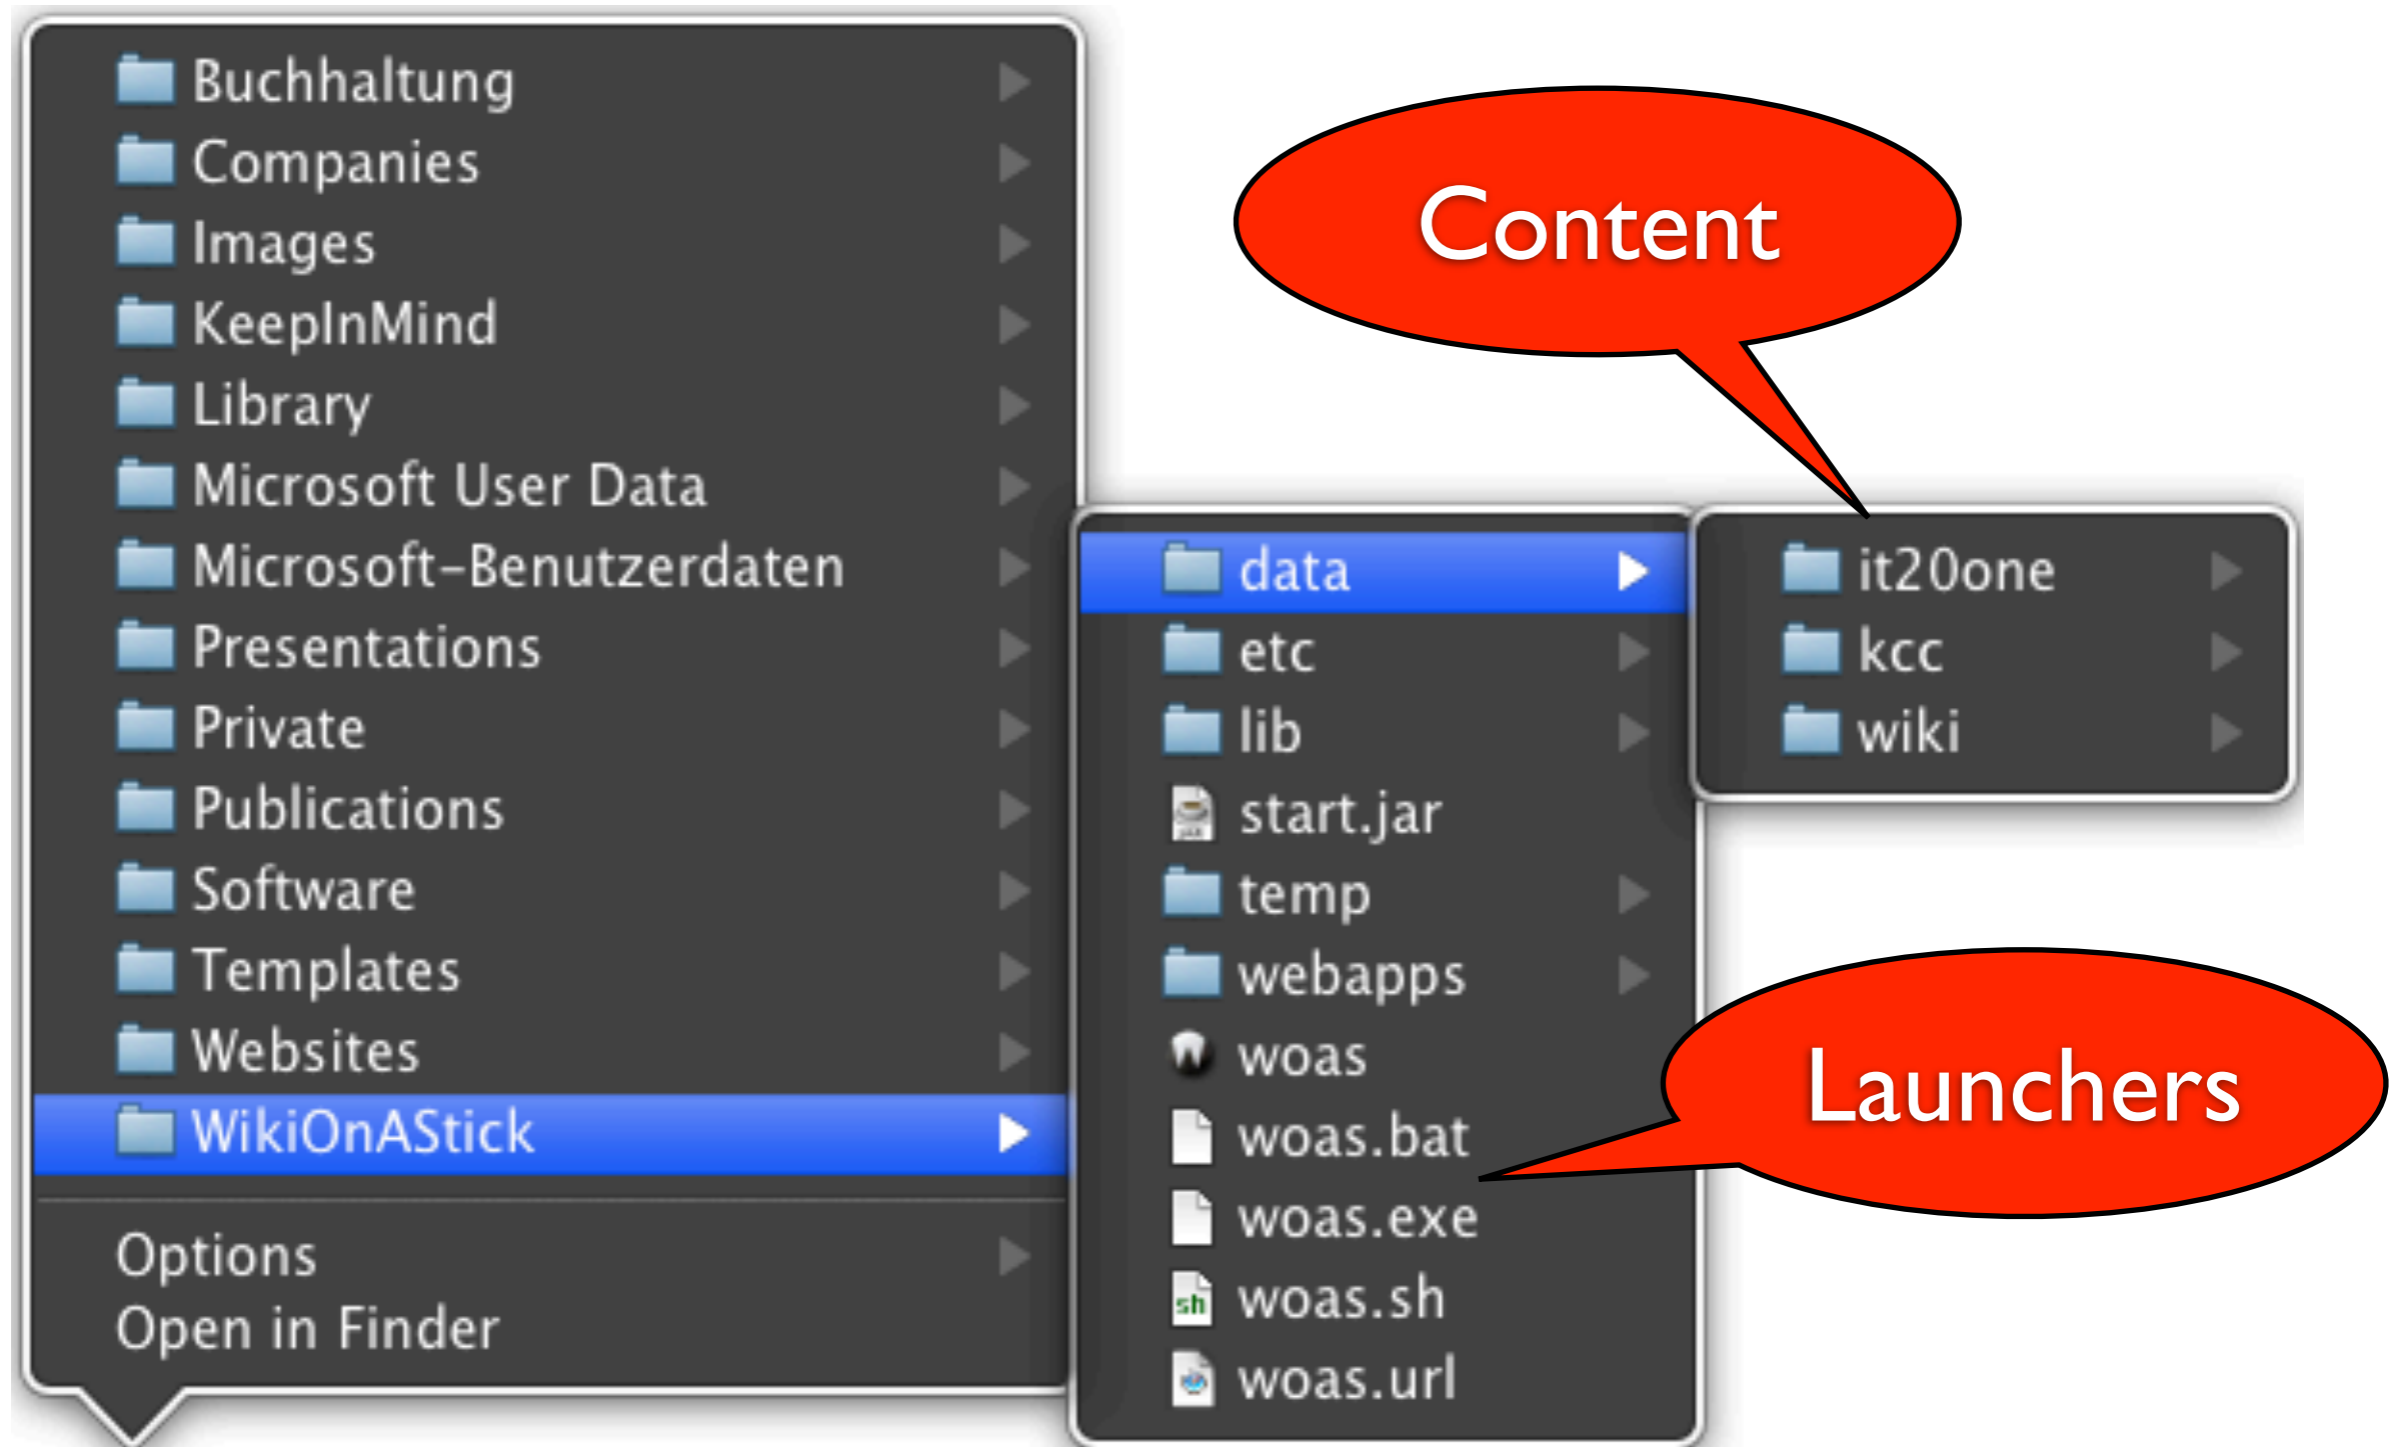 Buchhaltung
Companies
Images
KeepInMind
Library
Microsoft User Data
Microsoft-Benutzerdaten
Presentations
Private
Publications
Software
Templates
Websites
WikiOnAStick
Options
Open in Finder
data
etc
lib
start.jar
temp
webapps
woas
woas.bat
woas.exe
woas.sh
woas.url
it20one
kcc
wiki
Content
Launchers